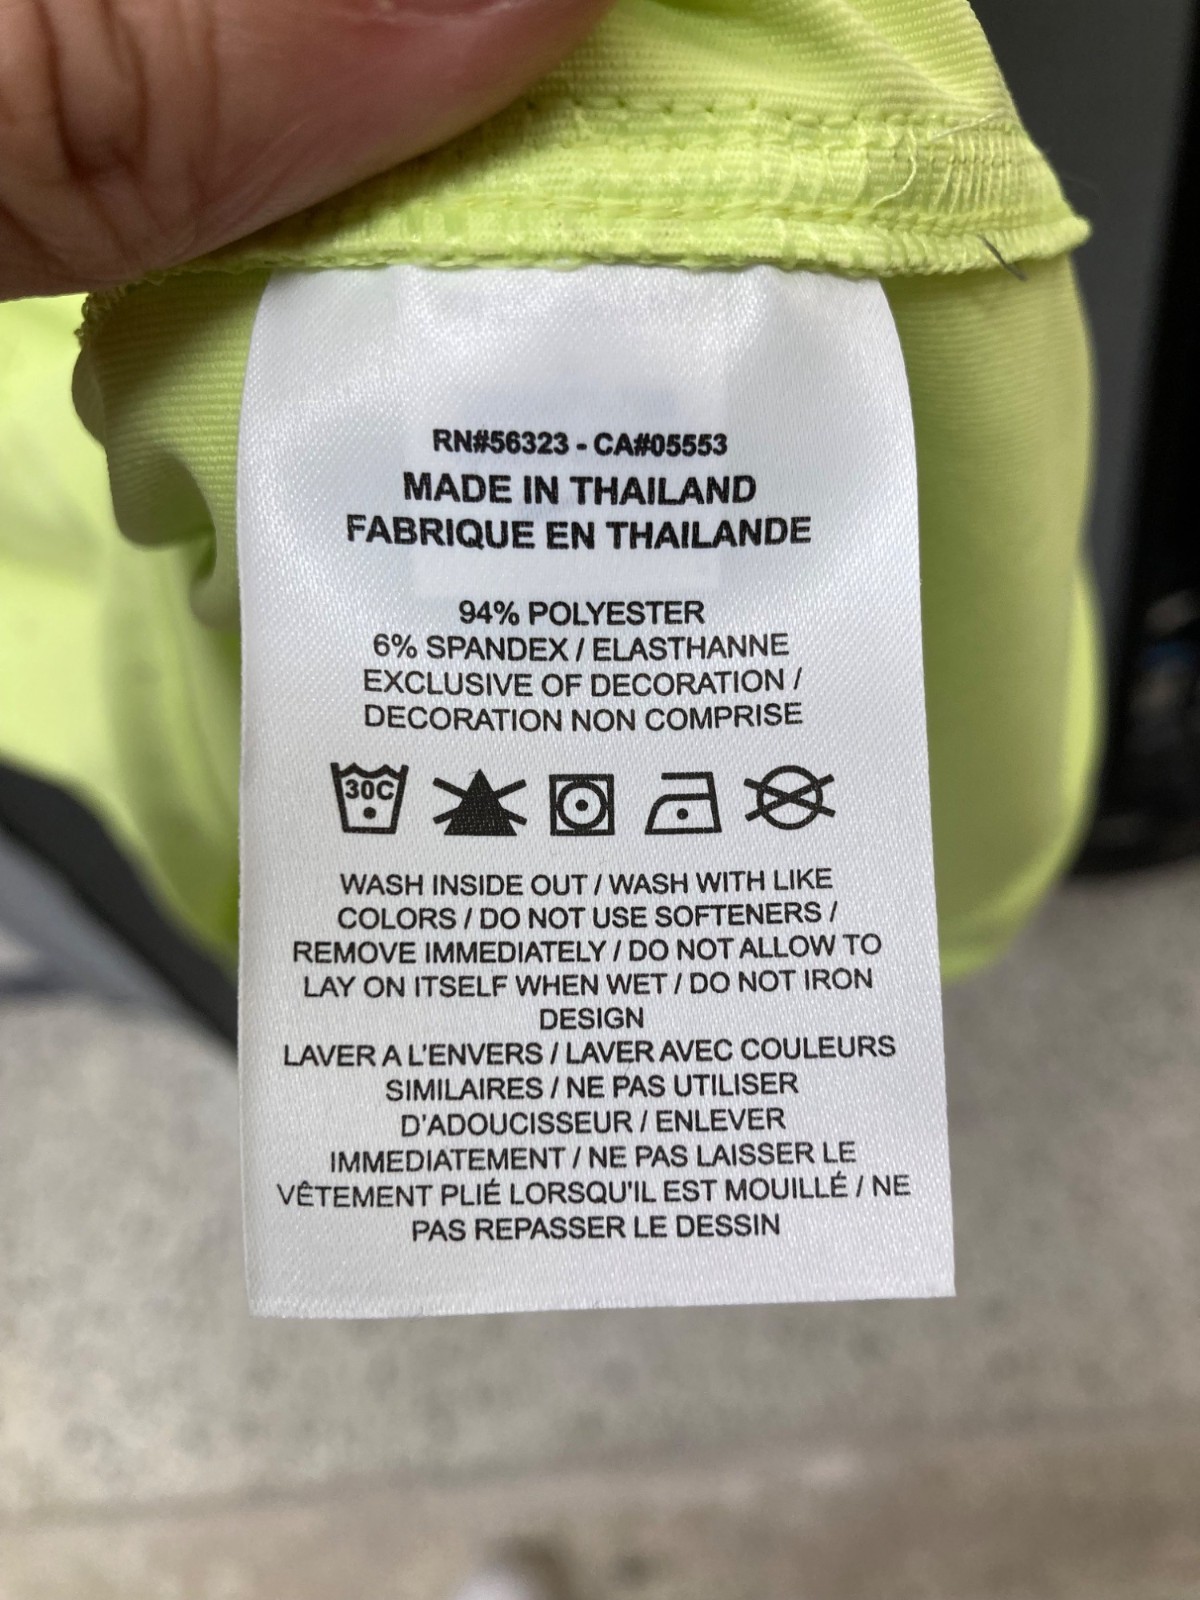 RN#56323 - CA#05553
MADE IN THAILAND
FABRIQUE EN THAILANDE
94% POLYESTER
6% SPANDEX / ELASTHANNE
EXCLUSIVE OF DECORATION /
DECORATION NON COMPRISE
30C
WASH INSIDE OUT / WASH WITH LIKE
COLORS / DO NOT USE SOFTENERS /
REMOVE IMMEDIATELY / DO NOT ALLOW TO
LAY ON ITSELF WHEN WET / DO NOT IRON
DESIGN
LAVER A L'ENVERS / LAVER AVEC COULEURS
SIMILAIRES / NE PAS UTILISER
D'ADOUCISSEUR / ENLEVER
IMMEDIATEMENT / NE PAS LAISSER LE
VÊTEMENT PLIÉ LORSQU'IL EST MOUILLÉ / NE
PAS REPASSER LE DESSIN